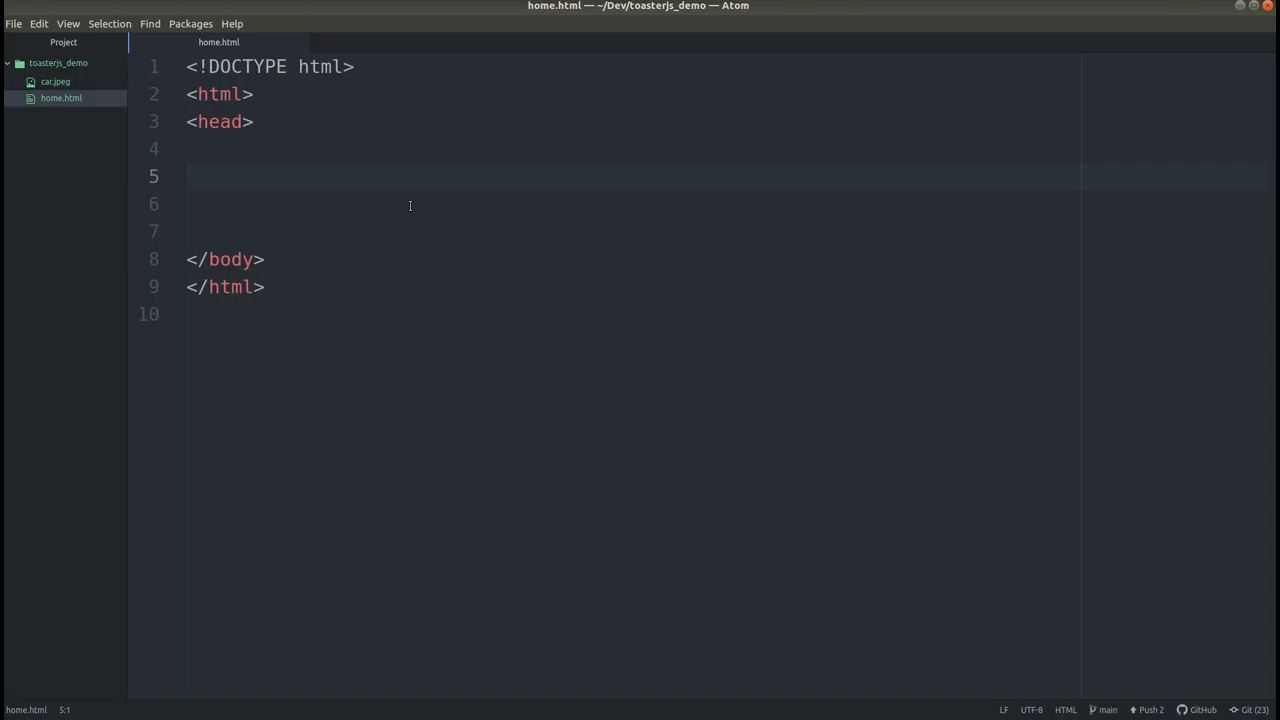 home.html — ~/Dev/toasterjs_demo — Atom
File Edit View Selection Find Packages Help
Project
home.html
toasterjs_demo
car.jpeg
home.html
1 <!DOCTYPE html>
2 <html>
3 <head>
4
5
6
7
8 </body>
9 </html>
10
home.html 5:1 LF UTF-8 HTML main Push 2 GitHub Git (23)